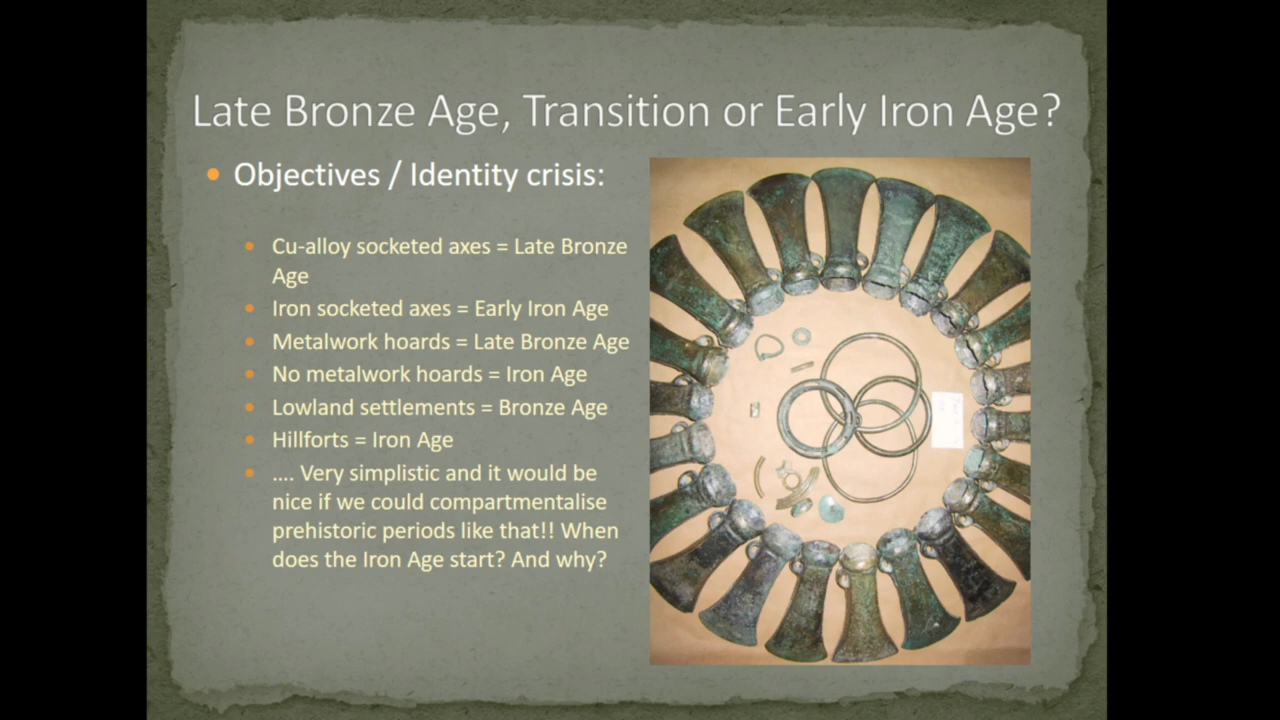 Late Bronze Age, Transition or Early Iron Age?
• Objectives / Identity crisis:
• Cu-alloy socketed axes = Late Bronze
Age
• Iron socketed axes = Early Iron Age
• Metalwork hoards = Late Bronze Age
• No metalwork hoards = Iron Age
• Lowland settlements = Bronze Age
• Hillforts = Iron Age
• .... Very simplistic and it would be
nice if we could compartmentalise
prehistoric periods like that!! When
does the Iron Age start? And why?